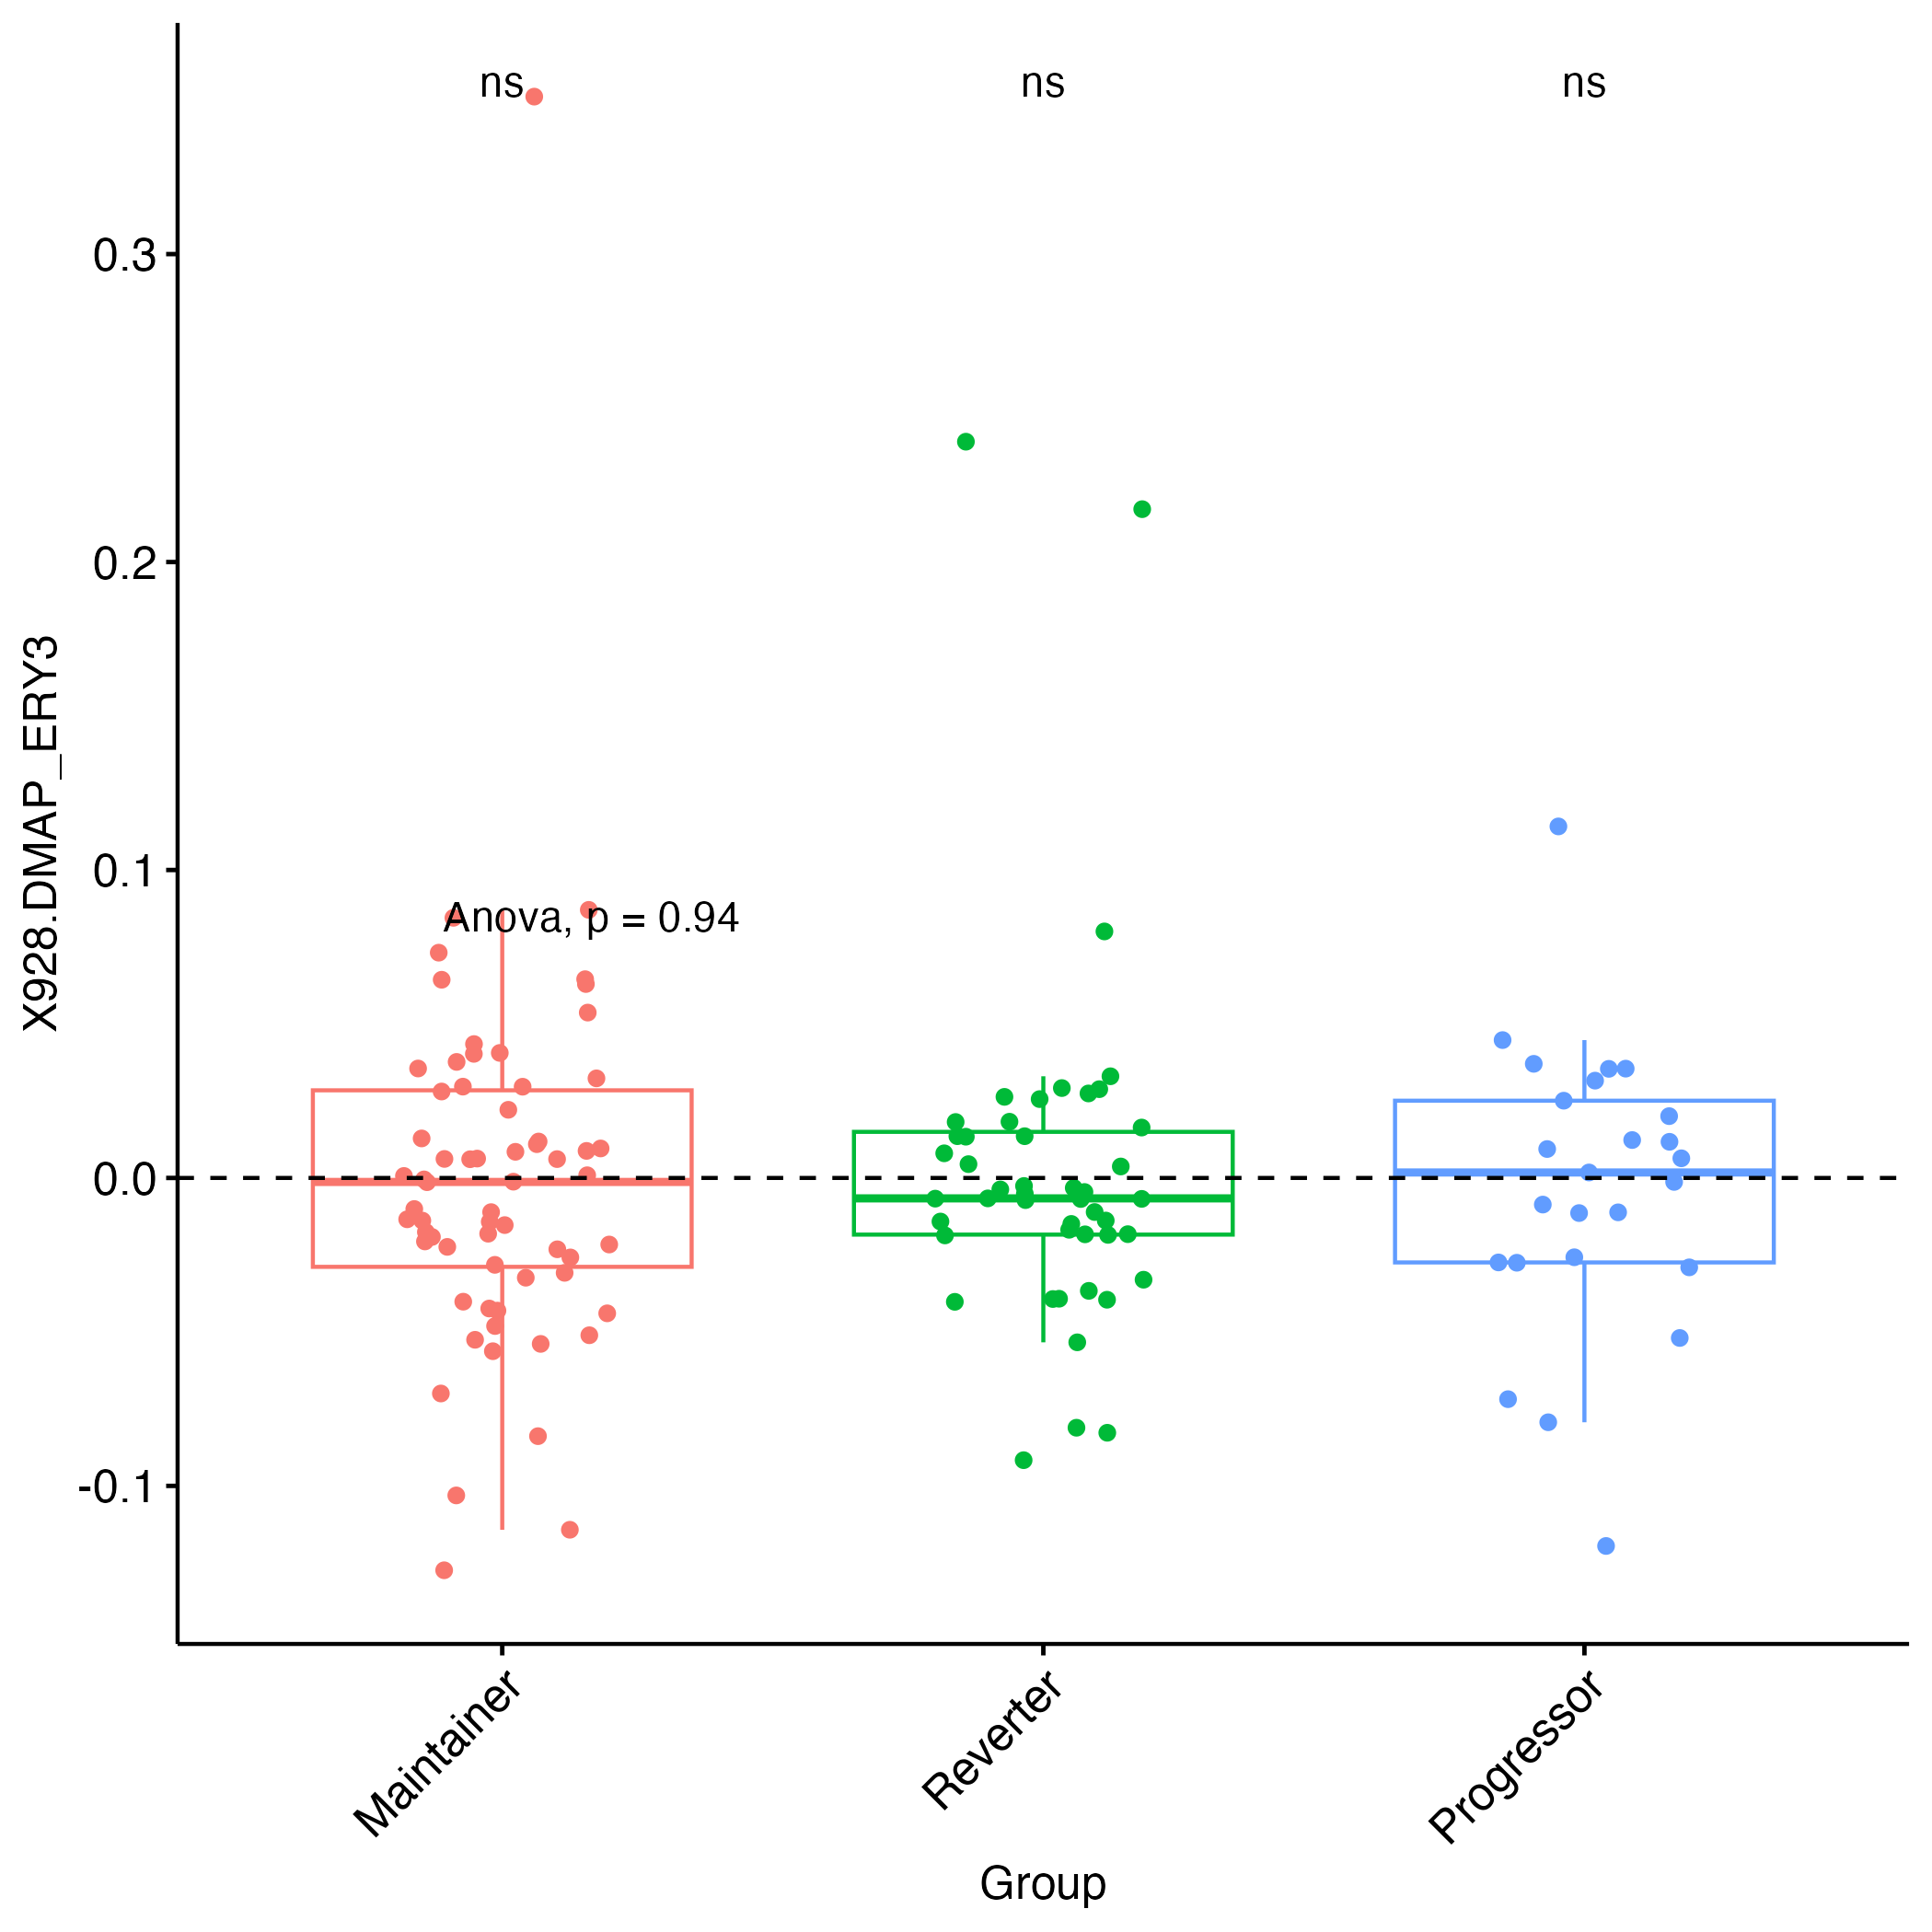 ns
ns
ns
0.3
0.2
0.1
0.0
-0.1
X928.DMAP_ERY3
Anova, p = 0.94
Maintainer
Reverter
Progressor
Group